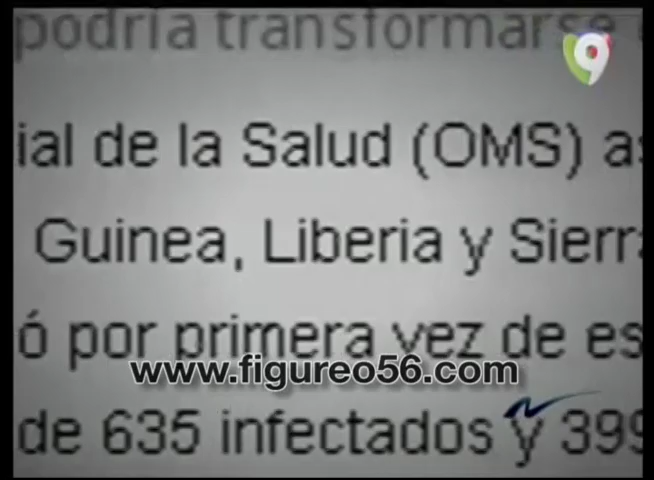 podría transformarse
9
ial de la Salud (OMS) as
Guinea, Liberia y Sierra
ó por primera vez de es
www.figureo56.com
de 635 infectados y 399